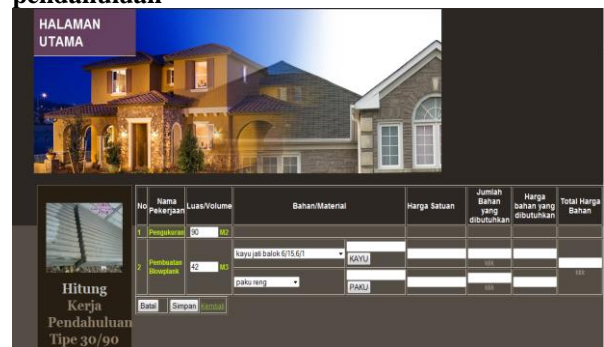 pendahuluan
HALAMAN
UTAMA
No Nama Pekerjaan Luas/Volume Bahan/Material Harga Satuan Jumlah Bahan yang dibutuhkan Harga bahan yang dibutuhkan Total Harga Bahan
1 Pengukuran 90 M2
2 Pembuatan Blowplank 42 M3 kayu jati balok 6/15,6/1 KAYU
paku reng PAKU
Batal Simpan Kembali
Hitung
Kerja
Pendahuluan
Tipe 30/90